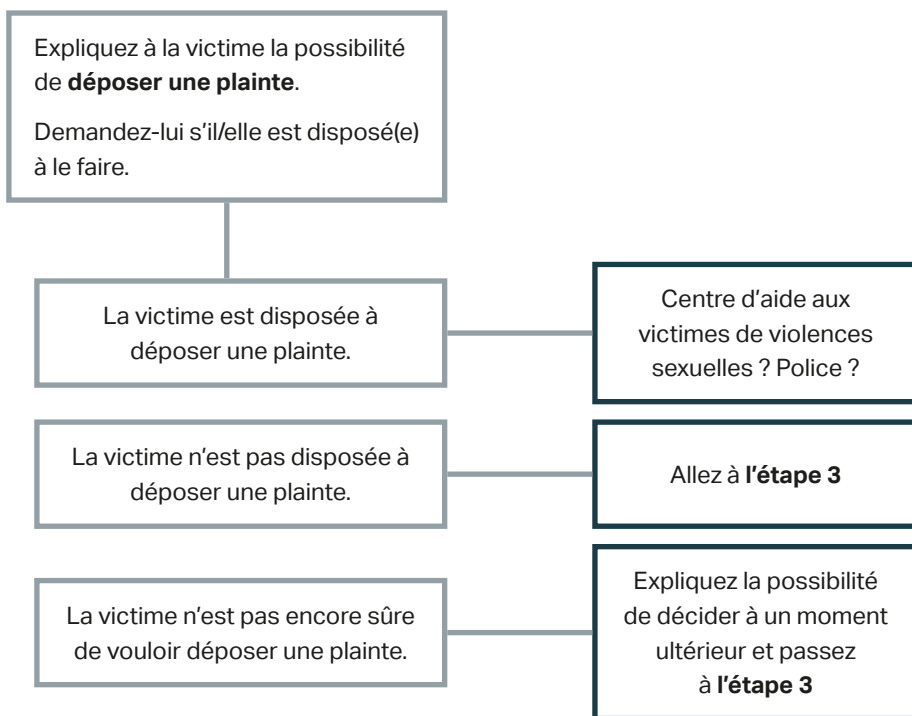 Expliquez à la victime la possibilité
de déposer une plainte.
Demandez-lui s'il/elle est disposé(e)
à le faire.
La victime est disposée à
déposer une plainte.
Centre d'aide aux
victimes de violences
sexuelles ? Police ?
La victime n'est pas disposée à
déposer une plainte.
Allez à l'étape 3
La victime n'est pas encore sûre
de vouloir déposer une plainte.
Expliquez la possibilité
de décider à un moment
ultérieur et passez
à l'étape 3